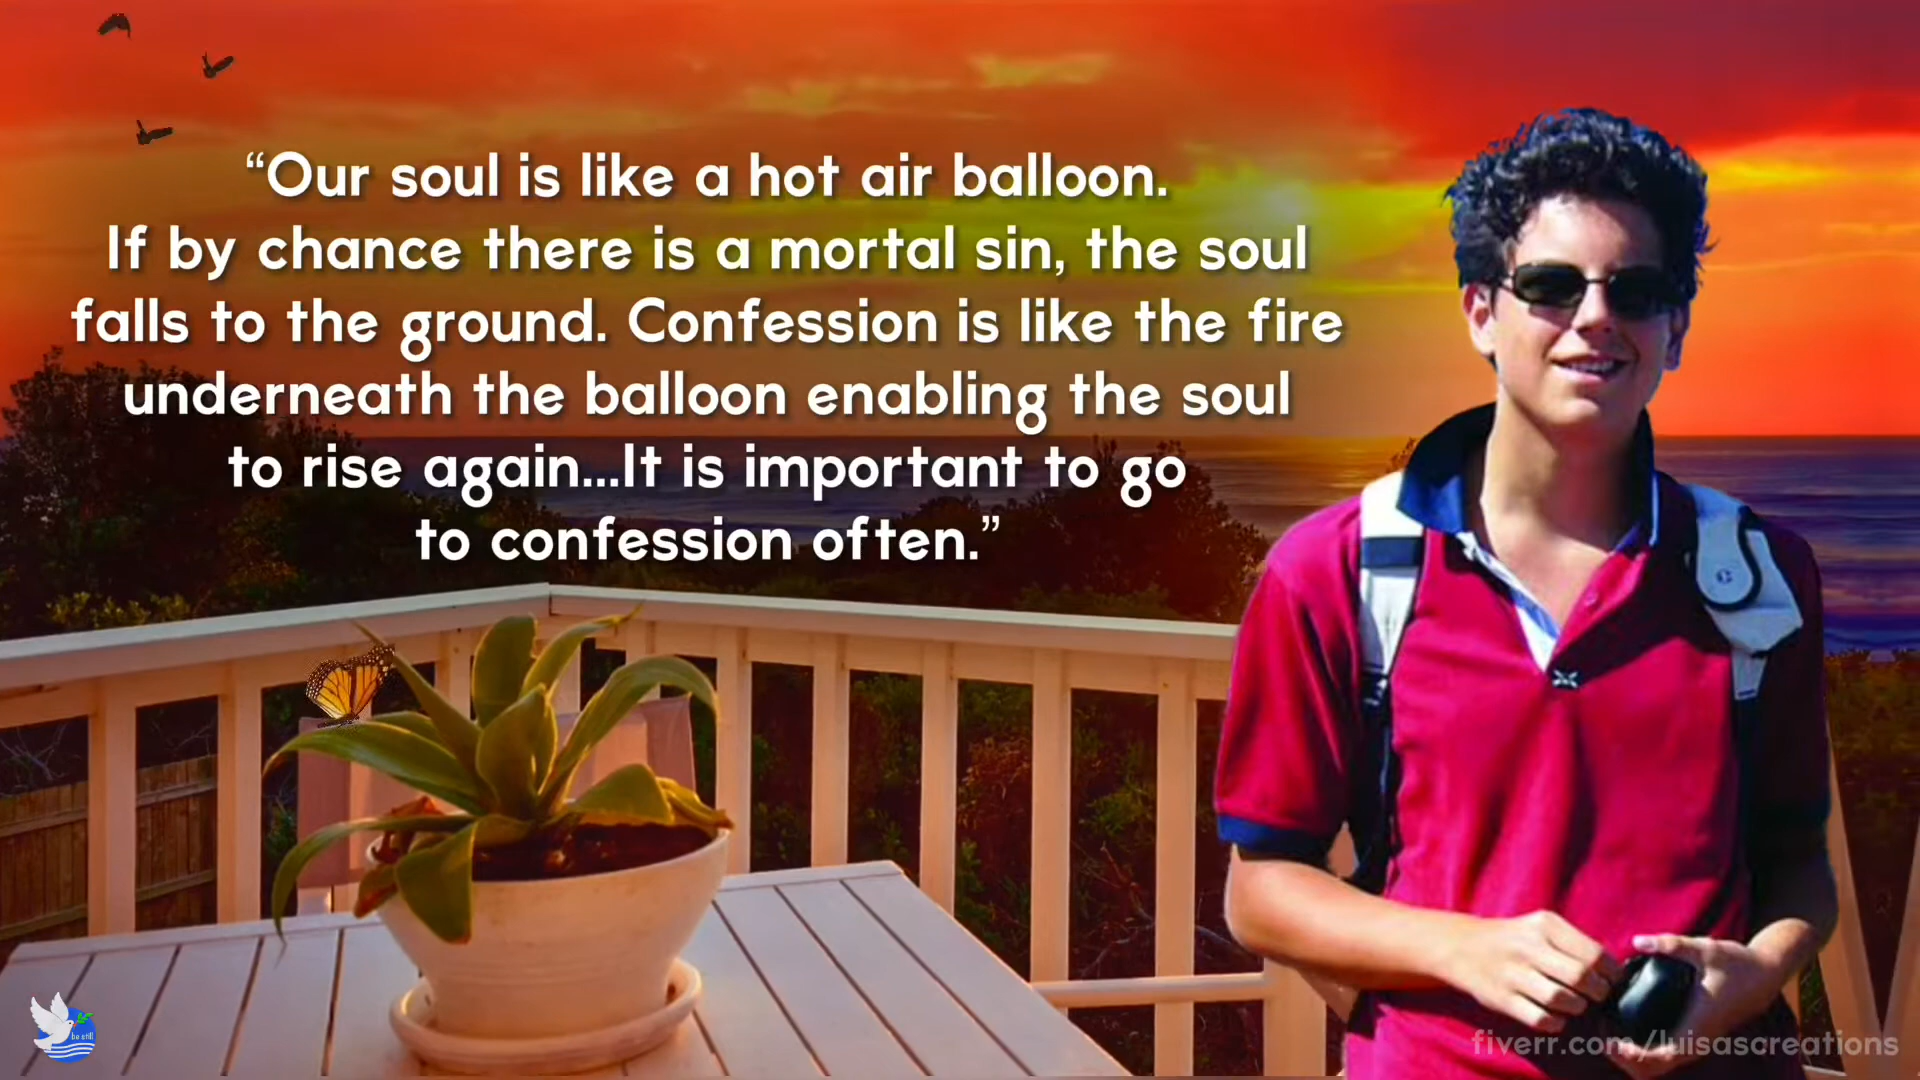 “Our soul is like a hot air balloon.
If by chance there is a mortal sin, the soul
falls to the ground. Confession is like the fire
underneath the balloon enabling the soul
to rise again...It is important to go
to confession often.”
be still
fiverr.com/luisascreations